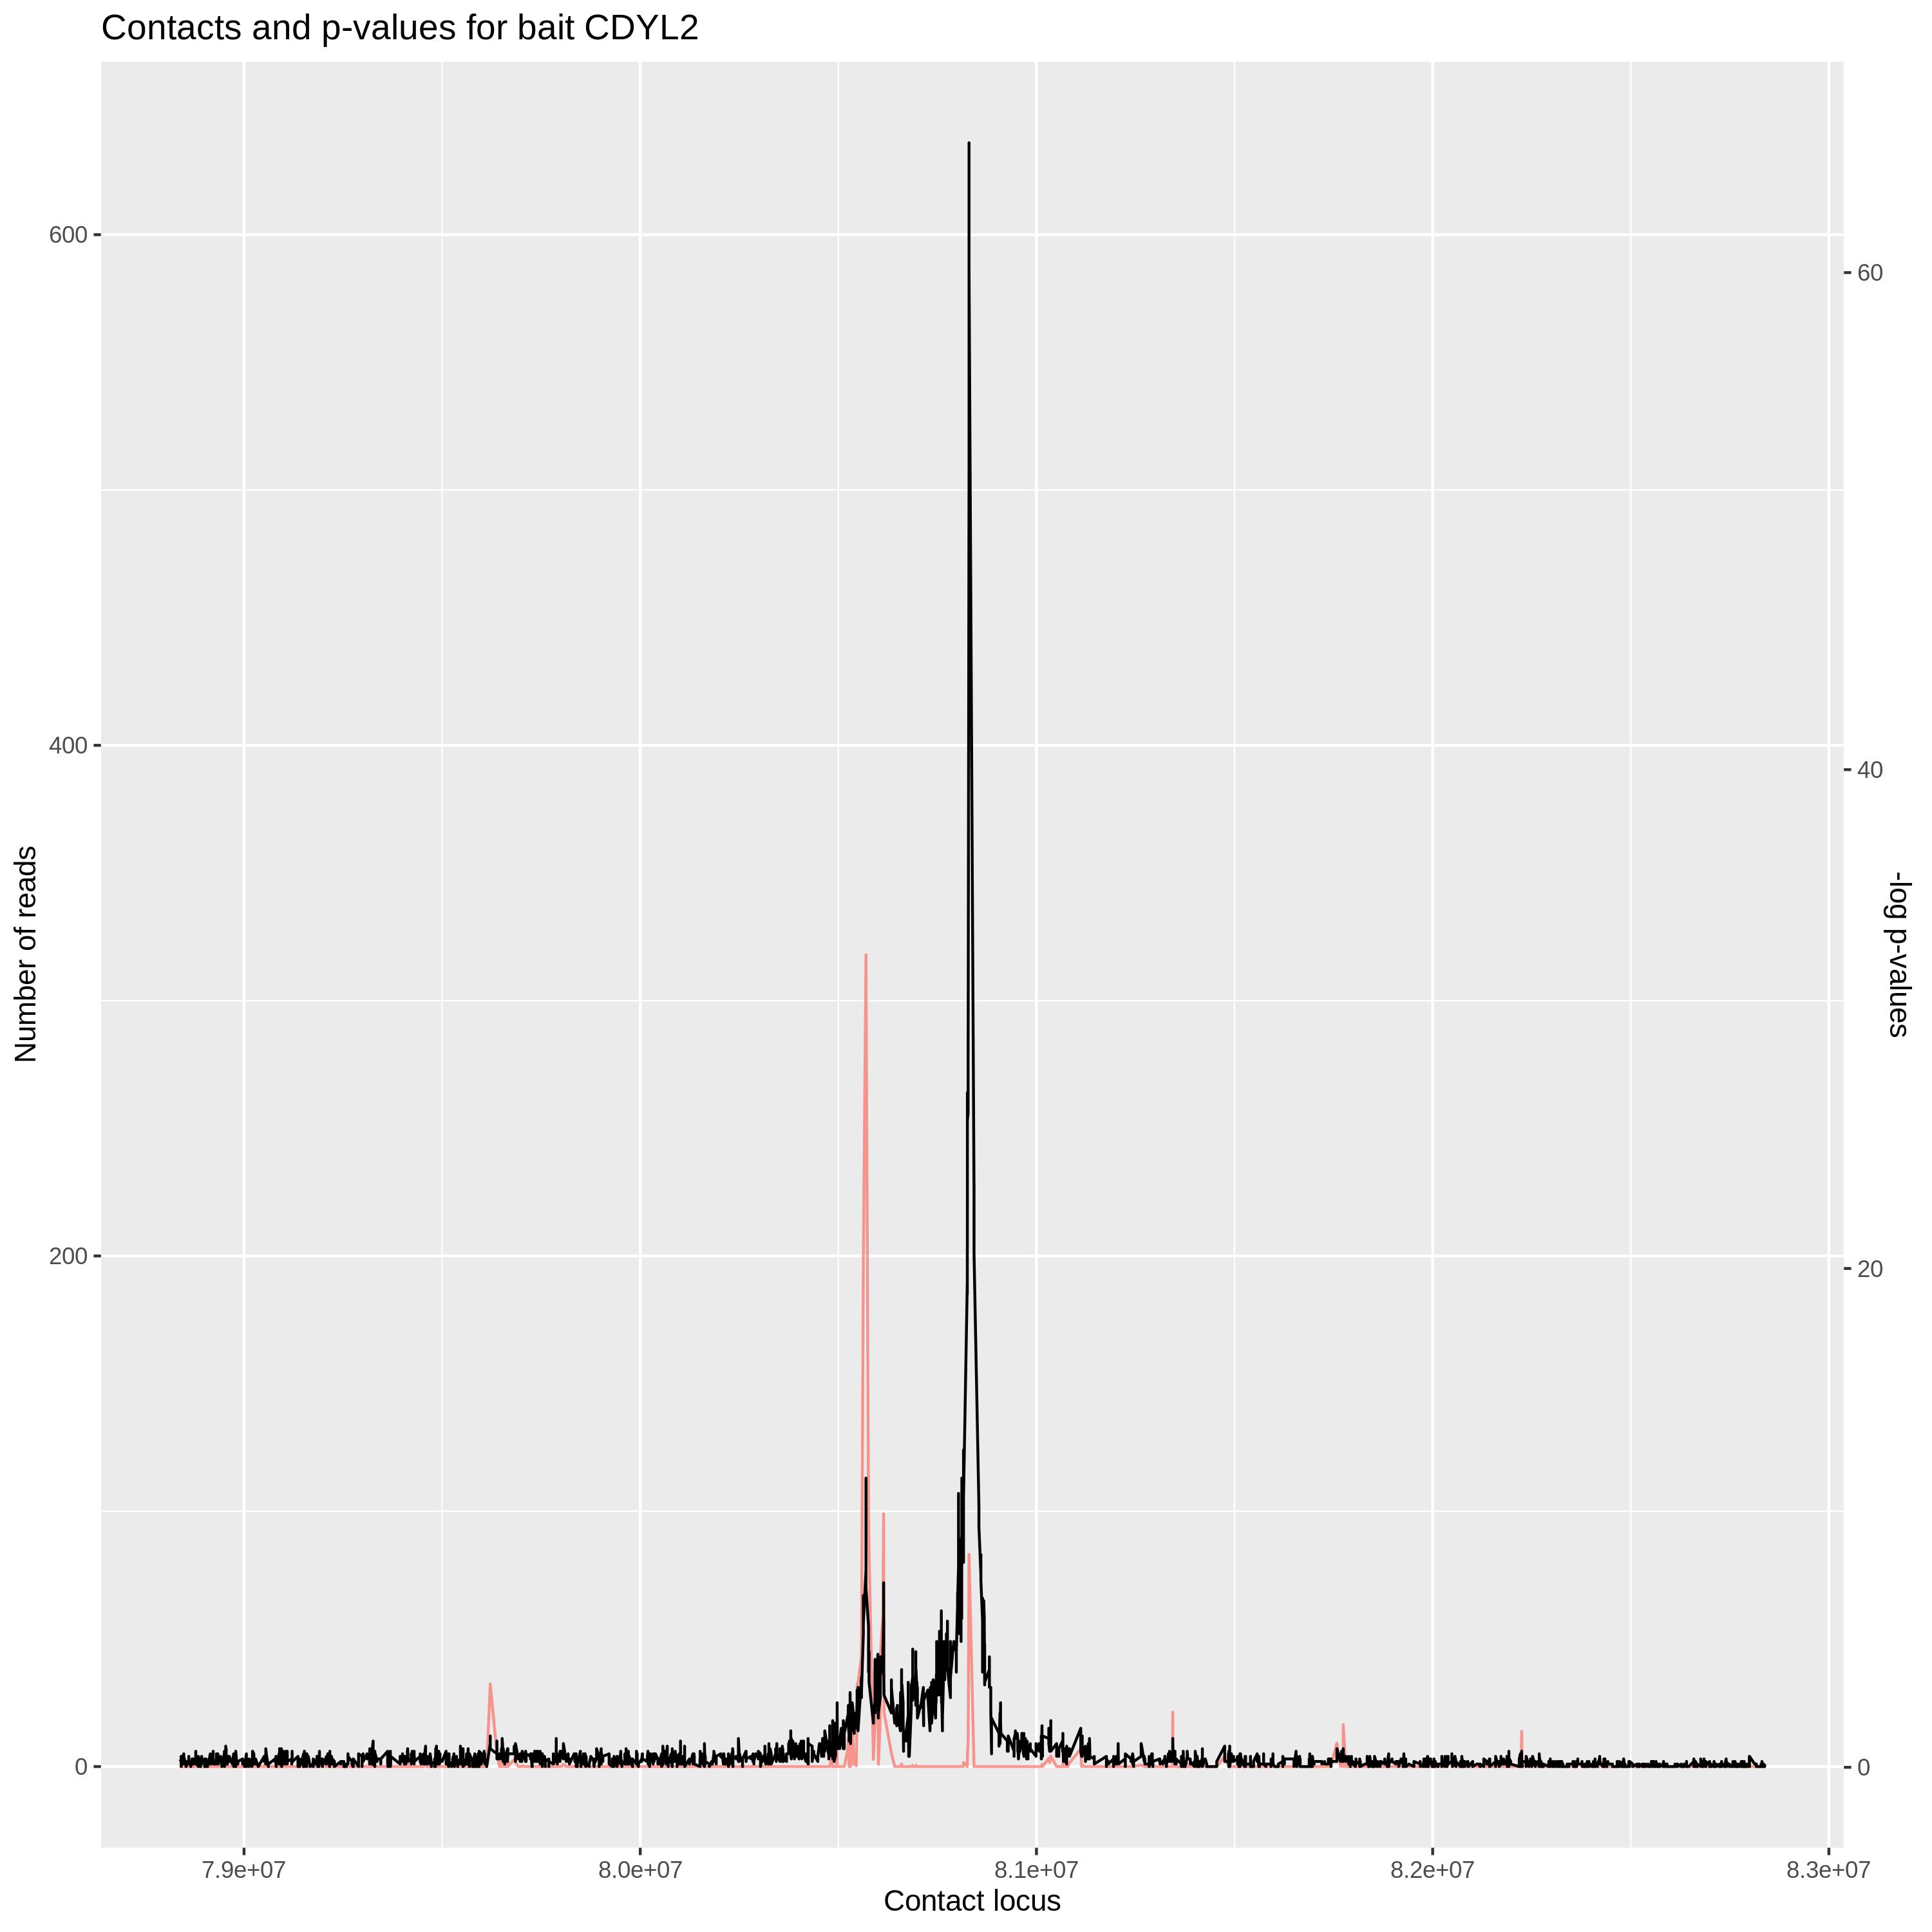 Contacts and p-values for bait CDYL2
600
400
200
0
60
40
20
0
Number of reads
-log p-values
7.9e+07
8.0e+07
8.1e+07
8.2e+07
8.3e+07
Contact locus